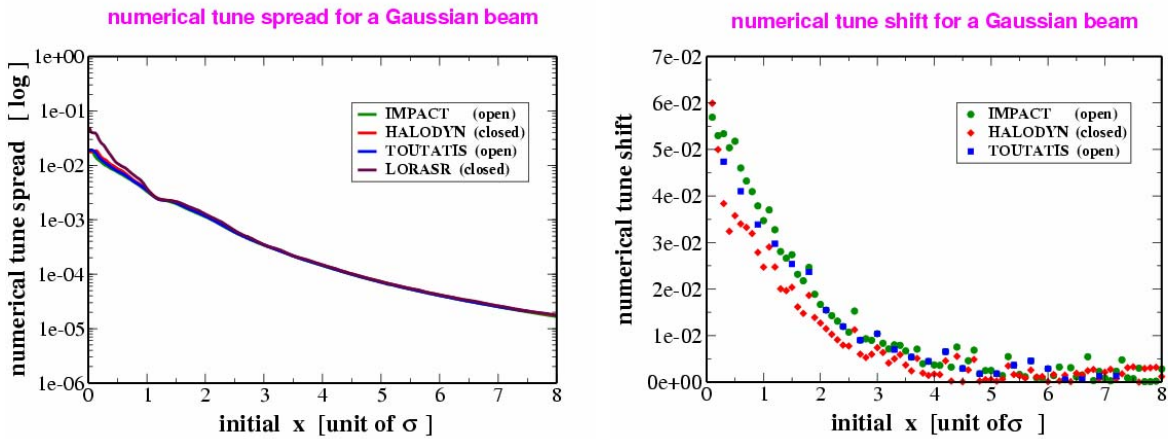 numerical tune spread for a Gaussian beam
numerical tune spread [ log ]
1e+00
1e-01
1e-02
1e-03
1e-04
1e-05
1e-06
IMPACT (open)
HALODYN (closed)
TOUTATIS (open)
LORASR (closed)
0 1 2 3 4 5 6 7 8
initial x [unit of σ ]
numerical tune shift for a Gaussian beam
numerical tune shift
7e-02
6e-02
5e-02
4e-02
3e-02
2e-02
1e-02
0e+00
IMPACT (open)
HALODYN (closed)
TOUTATIS (open)
0 1 2 3 4 5 6 7 8
initial x [unit of σ ]